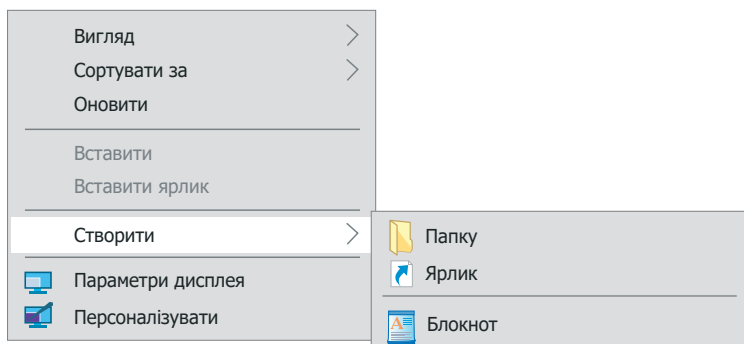 Вигляд
Сортувати за
Оновити
Вставити
Вставити ярлик
Створити
Параметри дисплея
Персоналізувати
Папку
Ярлик
Блокнот